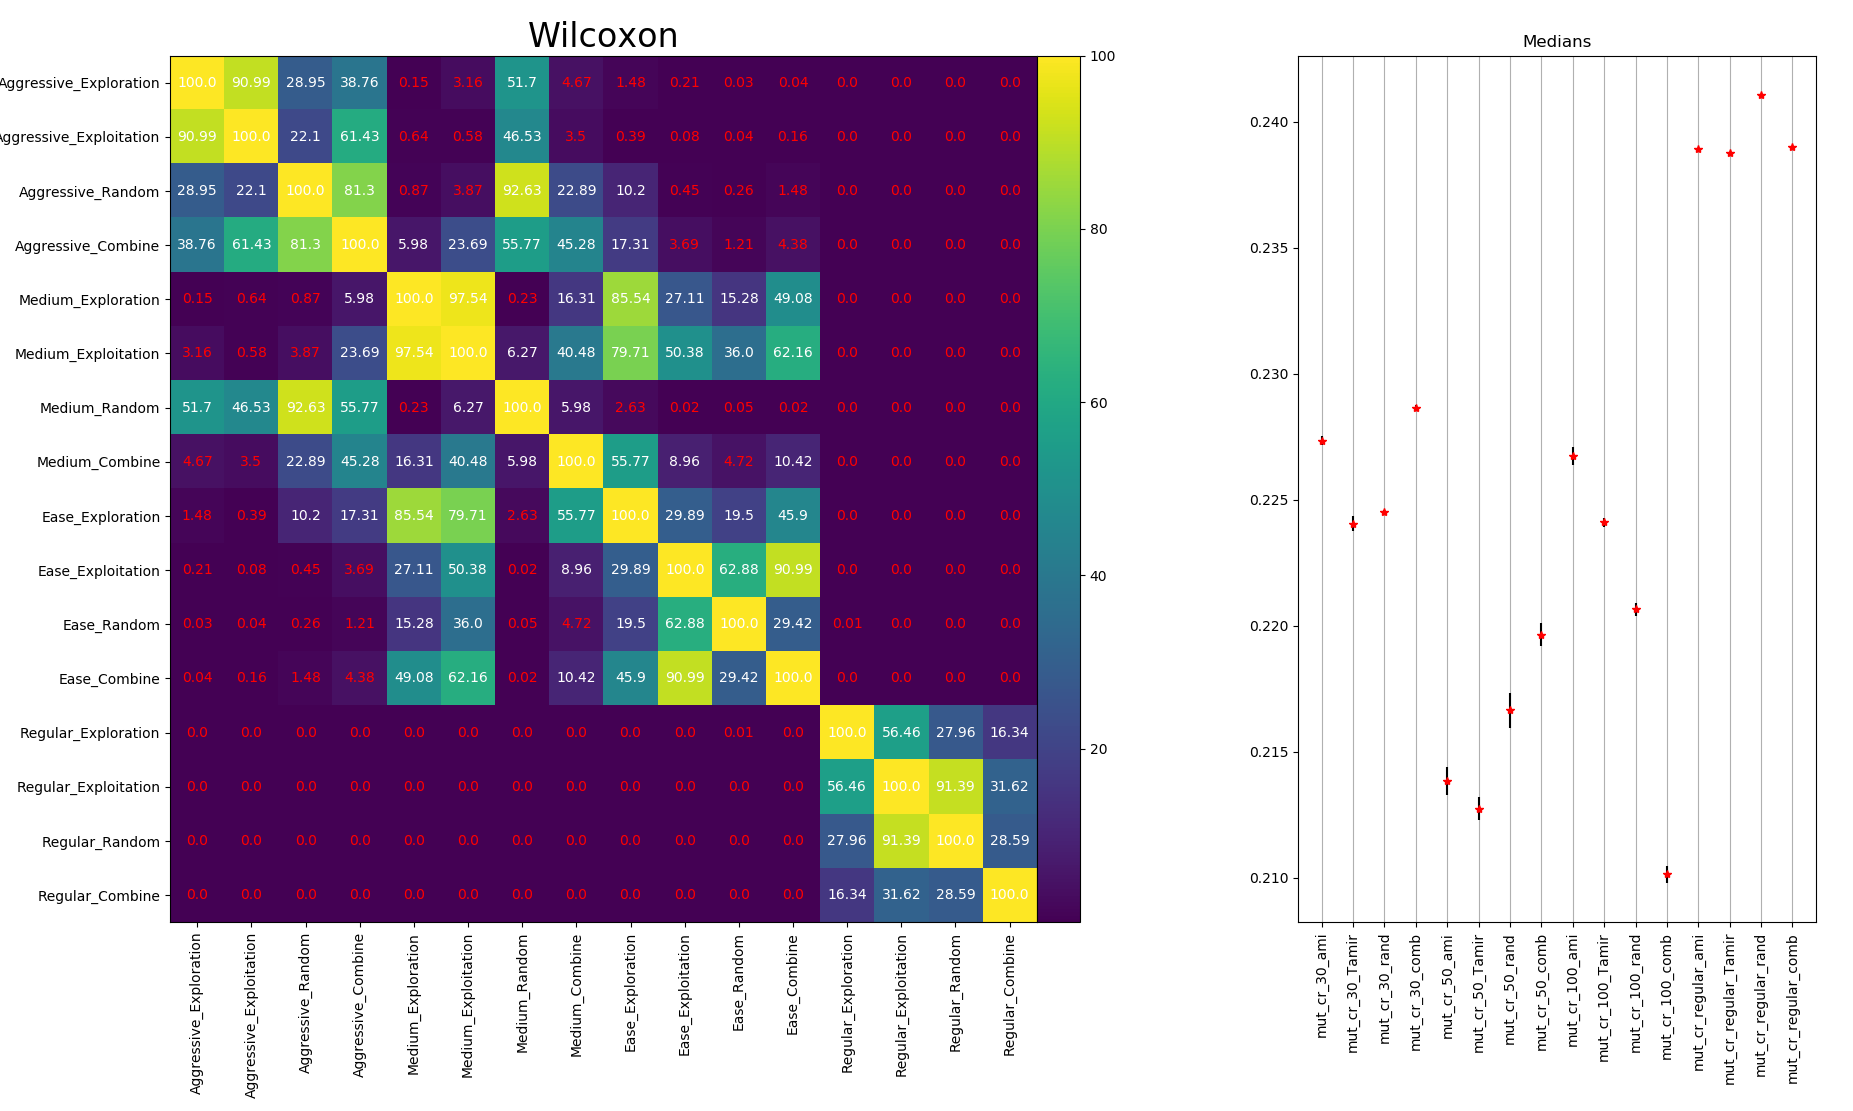 Wilcoxon
Aggressive_Exploration 100.0 90.99 28.95 38.76 0.15 3.16 51.7 4.67 1.48 0.21 0.03 0.04 0.0 0.0 0.0 0.0
Aggressive_Exploitation 90.99 100.0 22.1 61.43 0.64 0.58 46.53 3.5 0.39 0.08 0.04 0.16 0.0 0.0 0.0 0.0
Aggressive_Random 28.95 22.1 100.0 81.3 0.87 3.87 92.63 22.89 10.2 0.45 0.26 1.48 0.0 0.0 0.0 0.0
Aggressive_Combine 38.76 61.43 81.3 100.0 5.98 23.69 55.77 45.28 17.31 3.69 1.21 4.38 0.0 0.0 0.0 0.0
Medium_Exploration 0.15 0.64 0.87 5.98 100.0 97.54 0.23 16.31 85.54 27.11 15.28 49.08 0.0 0.0 0.0 0.0
Medium_Exploitation 3.16 0.58 3.87 23.69 97.54 100.0 6.27 40.48 79.71 50.38 36.0 62.16 0.0 0.0 0.0 0.0
Medium_Random 51.7 46.53 92.63 55.77 0.23 6.27 100.0 5.98 2.63 0.02 0.05 0.02 0.0 0.0 0.0 0.0
Medium_Combine 4.67 3.5 22.89 45.28 16.31 40.48 5.98 100.0 55.77 8.96 4.72 10.42 0.0 0.0 0.0 0.0
Ease_Exploration 1.48 0.39 10.2 17.31 85.54 79.71 2.63 55.77 100.0 29.89 19.5 45.9 0.0 0.0 0.0 0.0
Ease_Exploitation 0.21 0.08 0.45 3.69 27.11 50.38 0.02 8.96 29.89 100.0 62.88 90.99 0.0 0.0 0.0 0.0
Ease_Random 0.03 0.04 0.26 1.21 15.28 36.0 0.05 4.72 19.5 62.88 100.0 29.42 0.01 0.0 0.0 0.0
Ease_Combine 0.04 0.16 1.48 4.38 49.08 62.16 0.02 10.42 45.9 90.99 29.42 100.0 0.0 0.0 0.0 0.0
Regular_Exploration 0.0 0.0 0.0 0.0 0.0 0.0 0.0 0.0 0.0 0.0 0.01 0.0 100.0 56.46 27.96 16.34
Regular_Exploitation 0.0 0.0 0.0 0.0 0.0 0.0 0.0 0.0 0.0 0.0 0.0 0.0 56.46 100.0 91.39 31.62
Regular_Random 0.0 0.0 0.0 0.0 0.0 0.0 0.0 0.0 0.0 0.0 0.0 0.0 27.96 91.39 100.0 28.59
Regular_Combine 0.0 0.0 0.0 0.0 0.0 0.0 0.0 0.0 0.0 0.0 0.0 0.0 16.34 31.62 28.59 100.0
Aggressive_Exploration
Aggressive_Exploitation
Aggressive_Random
Aggressive_Combine
Medium_Exploration
Medium_Exploitation
Medium_Random
Medium_Combine
Ease_Exploration
Ease_Exploitation
Ease_Random
Ease_Combine
Regular_Exploration
Regular_Exploitation
Regular_Random
Regular_Combine
100
80
60
40
20
Medians
0.240
0.235
0.230
0.225
0.220
0.215
0.210
mut_cr_30_ami
mut_cr_30_Tamir
mut_cr_30_rand
mut_cr_30_comb
mut_cr_50_ami
mut_cr_50_Tamir
mut_cr_50_rand
mut_cr_50_comb
mut_cr_100_ami
mut_cr_100_Tamir
mut_cr_100_rand
mut_cr_100_comb
mut_cr_regular_ami
mut_cr_regular_Tamir
mut_cr_regular_rand
mut_cr_regular_comb